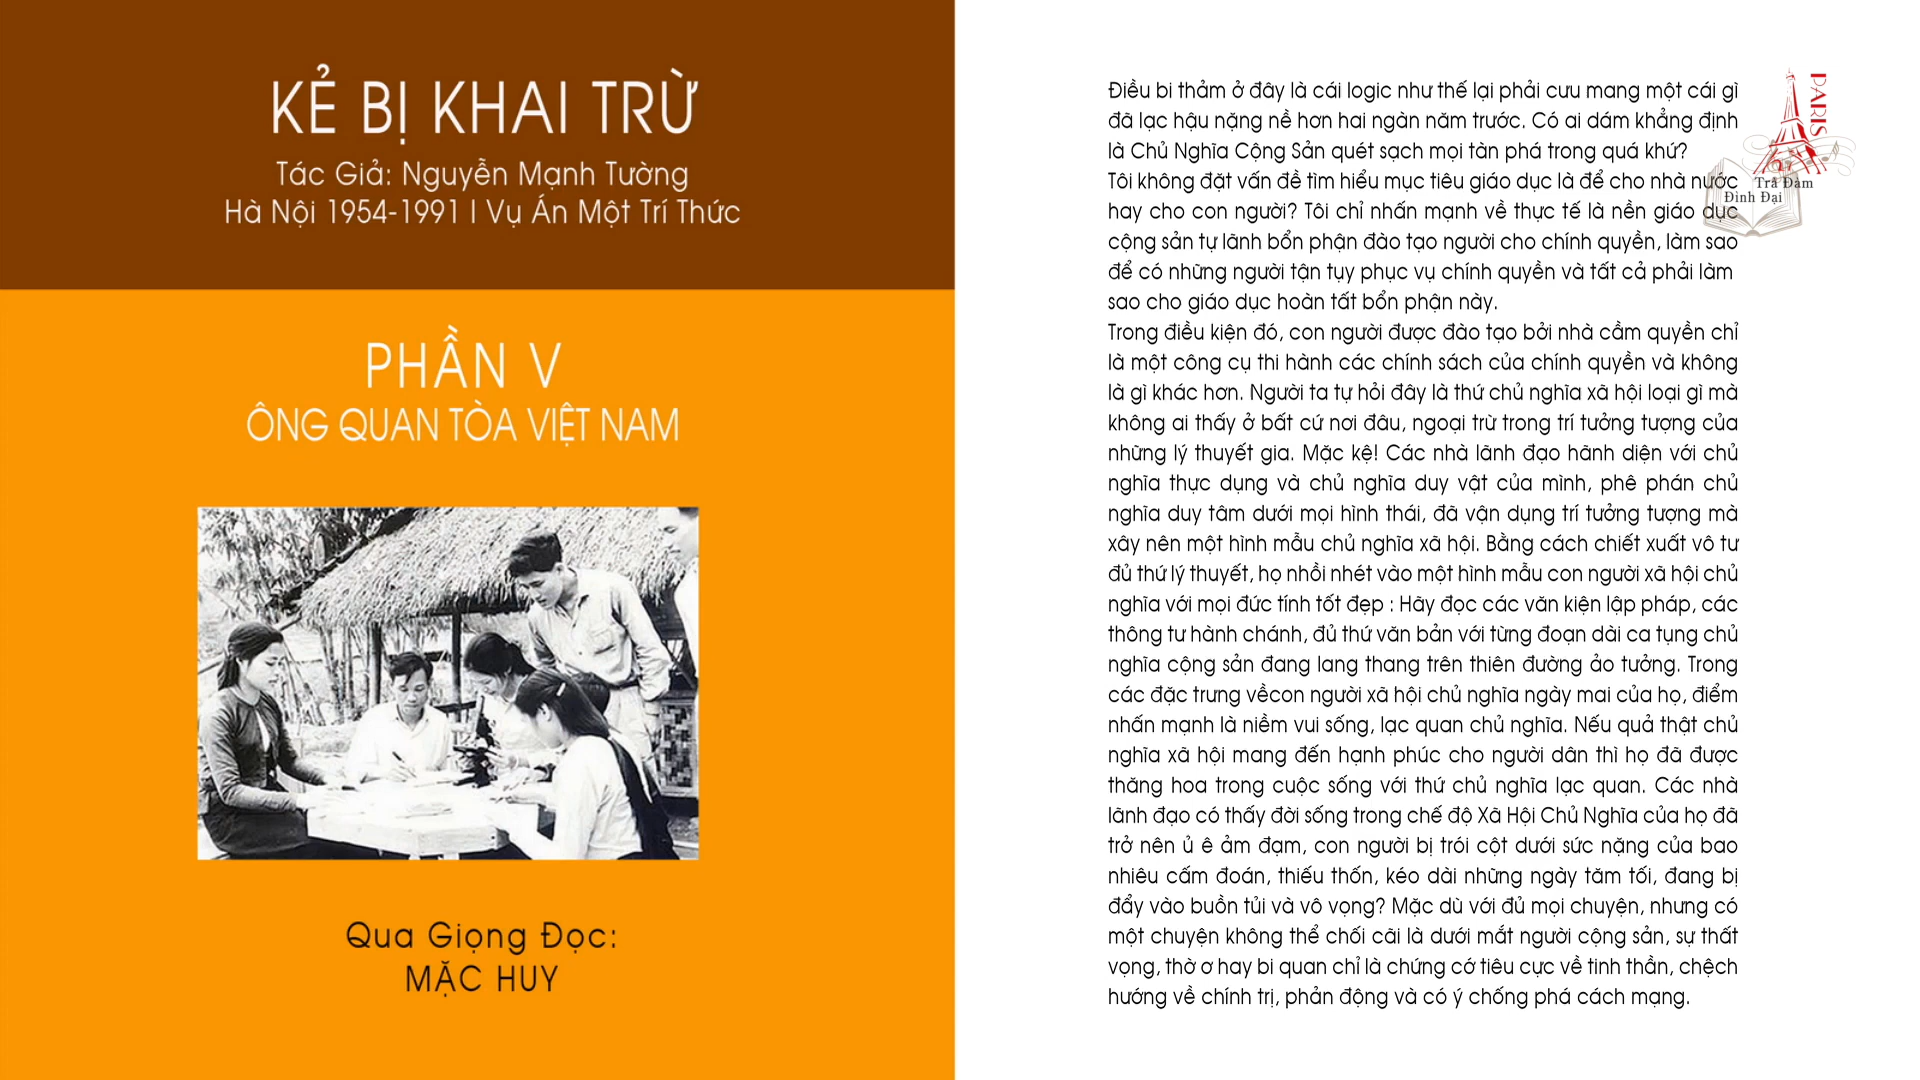 KẺ BỊ KHAI TRỪ
Tác Giả: Nguyễn Mạnh Tường
Hà Nội 1954-1991 I Vụ Án Một Trí Thức
PHẦN V
ÔNG QUAN TÒA VIỆT NAM
Qua Giọng Đọc:
MẶC HUY
Điều bi thảm ở đây là cái logic như thế lại phải cưu mang một cái gì
đã lạc hậu nặng nề hơn hai ngàn năm trước. Có ai dám khẳng định
là Chủ Nghĩa Cộng Sản quét sạch mọi tàn phá trong quá khứ?
Tôi không đặt vấn đề tìm hiểu mục tiêu giáo dục là để cho nhà nước
hay cho con người? Tôi chỉ nhấn mạnh về thực tế là nền giáo dục
cộng sản tự lãnh bổn phận đào tạo người cho chính quyền, làm sao
để có những người tận tụy phục vụ chính quyền và tất cả phải làm
sao cho giáo dục hoàn tất bổn phận này.
Trong điều kiện đó, con người được đào tạo bởi nhà cầm quyền chỉ
là một công cụ thi hành các chính sách của chính quyền và không
là gì khác hơn. Người ta tự hỏi đây là thứ chủ nghĩa xã hội loại gì mà
không ai thấy ở bất cứ nơi đâu, ngoại trừ trong trí tưởng tượng của
những lý thuyết gia. Mặc kệ! Các nhà lãnh đạo hãnh diện với chủ
nghĩa thực dụng và chủ nghĩa duy vật của mình, phê phán chủ
nghĩa duy tâm dưới mọi hình thái, đã vận dụng trí tưởng tượng mà
xây nên một hình mẫu chủ nghĩa xã hội. Bằng cách chiết xuất vô tư
đủ thứ lý thuyết, họ nhồi nhét vào một hình mẫu con người xã hội chủ
nghĩa với mọi đức tính tốt đẹp : Hãy đọc các văn kiện lập pháp, các
thông tư hành chánh, đủ thứ văn bản với từng đoạn dài ca tụng chủ
nghĩa cộng sản đang lang thang trên thiên đường ảo tưởng. Trong
các đặc trưng vềcon người xã hội chủ nghĩa ngày mai của họ, điểm
nhấn mạnh là niềm vui sống, lạc quan chủ nghĩa. Nếu quả thật chủ
nghĩa xã hội mang đến hạnh phúc cho người dân thì họ đã được
thăng hoa trong cuộc sống với thứ chủ nghĩa lạc quan. Các nhà
lãnh đạo có thấy đời sống trong chế độ Xã Hội Chủ Nghĩa của họ đã
trở nên ủ ê ảm đạm, con người bị trói cột dưới sức nặng của bao
nhiêu cấm đoán, thiếu thốn, kéo dài những ngày tăm tối, đang bị
đẩy vào buồn tủi và vô vọng? Mặc dù với đủ mọi chuyện, nhưng có
một chuyện không thể chối cãi là dưới mắt người cộng sản, sự thất
vọng, thờ ơ hay bi quan chỉ là chứng cớ tiêu cực về tinh thần, chệch
hướng về chính trị, phản động và có ý chống phá cách mạng.
PARIS
Trà Đàm
Đình Đại